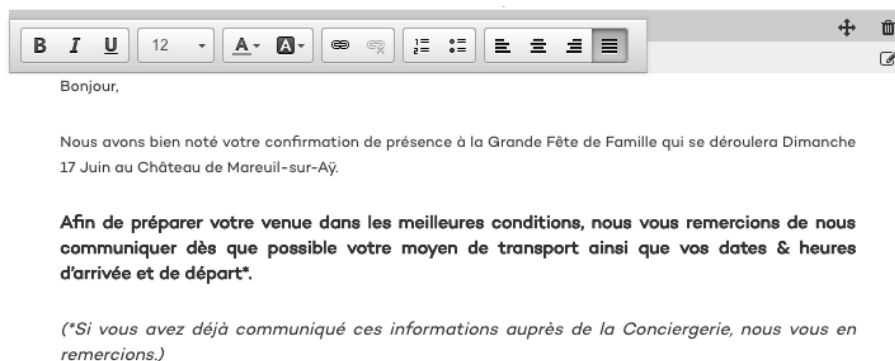 B I U 12 A A
Bonjour,
Nous avons bien noté votre confirmation de présence à la Grande Fête de Famille qui se déroulera Dimanche
17 Juin au Château de Mareuil-sur-Aÿ.
Afin de préparer votre venue dans les meilleures conditions, nous vous remercions de nous
communiquer dès que possible votre moyen de transport ainsi que vos dates & heures
d'arrivée et de départ*.
(*Si vous avez déjà communiqué ces informations auprès de la Conciergerie, nous vous en
remercions.)